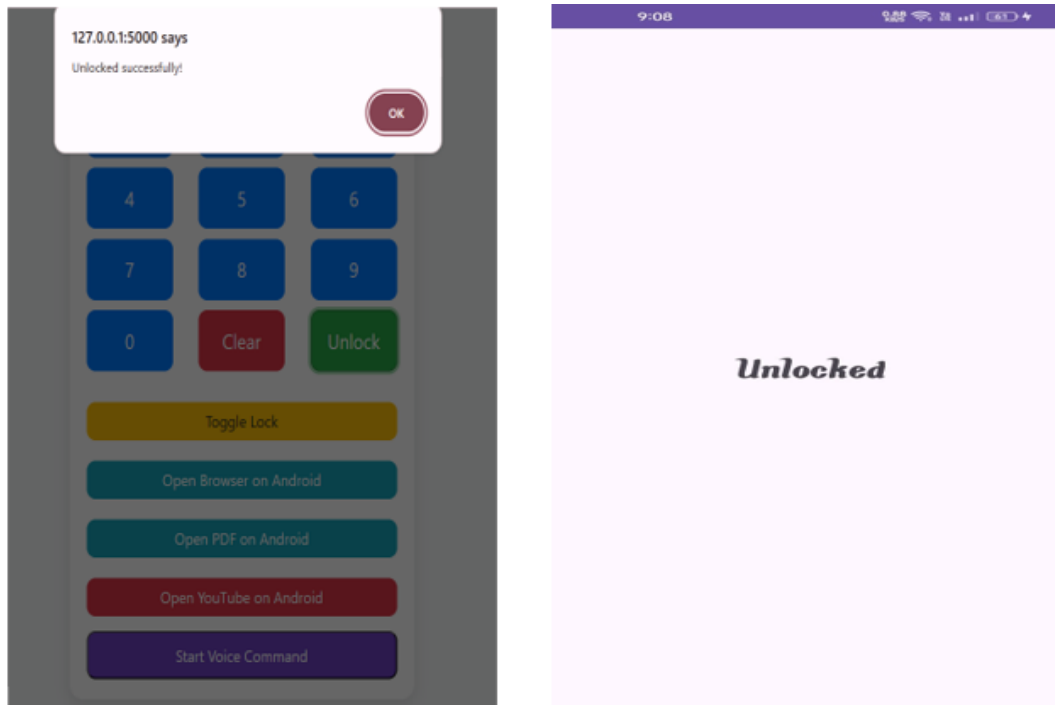 127.0.0.1:5000 says
Unlocked successfully!
OK
4 5 6
7 8 9
0 Clear Unlock
Toggle Lock
Open Browser on Android
Open PDF on Android
Open YouTube on Android
Start Voice Command
9:08
61
Unlocked